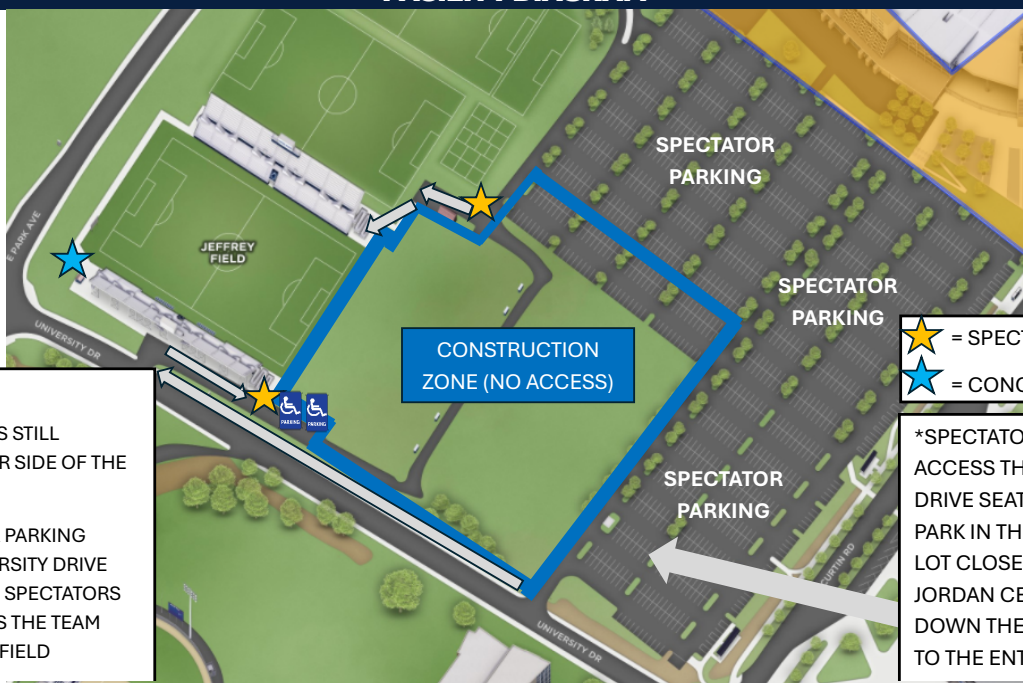 FACILITY DIAGRAM
SPECTATOR
PARKING
JEFFREY
FIELD
E PARK AVE
SPECTATOR
PARKING
UNIVERSITY DR
CONSTRUCTION
ZONE (NO ACCESS)
= SPECT
= CONC
PARKING
PARKING
S STILL
R SIDE OF THE
PARKING
RSITY DRIVE
SPECTATORS
S THE TEAM
FIELD
SPECTATOR
PARKING
*SPECTATO
ACCESS TH
DRIVE SEAT
PARK IN TH
LOT CLOSE
JORDAN CE
DOWN THE
TO THE ENT
CURTIN RD
UNIVERSITY DR